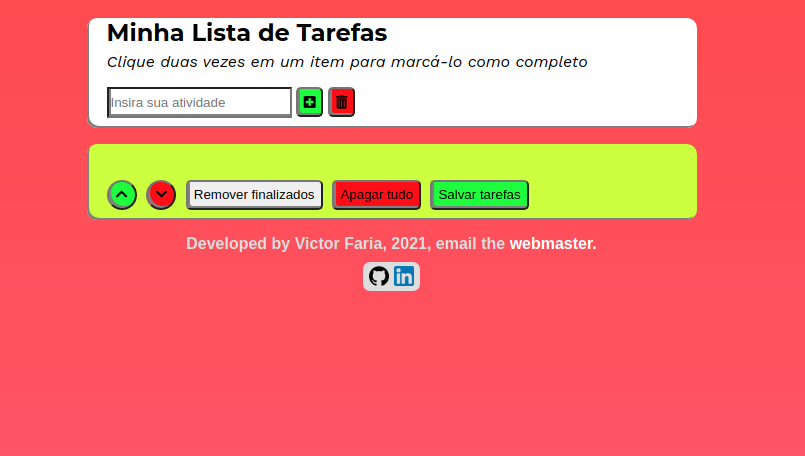 Minha Lista de Tarefas
Clique duas vezes em um item para marcá-lo como completo
Insira sua atividade
Remover finalizados Apagar tudo Salvar tarefas
Developed by Victor Faria, 2021, email the webmaster.
in